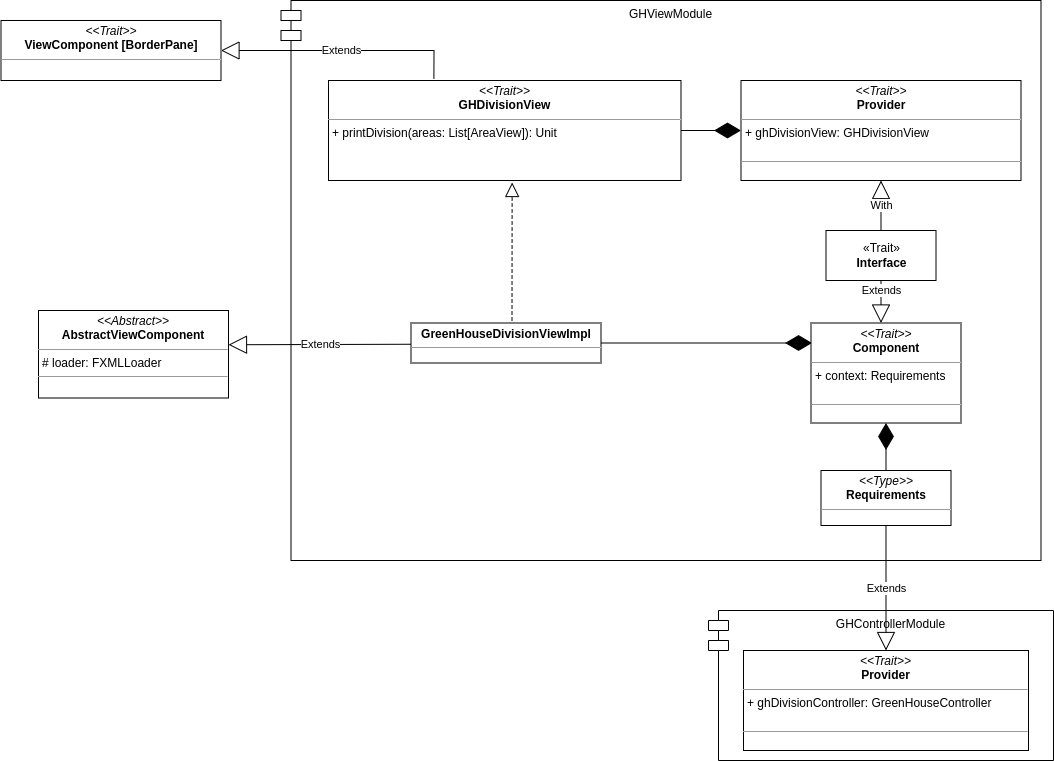 GHViewModule
<<Trait>>
ViewComponent [BorderPane]
Extends
<<Trait>>
GHDivisionView
+ printDivision(areas: List[AreaView]): Unit
<<Trait>>
Provider
+ ghDivisionView: GHDivisionView
With
«Trait»
Interface
Extends
<<Abstract>>
AbstractViewComponent
# loader: FXMLLoader
Extends
GreenHouseDivisionViewImpl
<<Trait>>
Component
+ context: Requirements
<<Type>>
Requirements
Extends
GHControllerModule
<<Trait>>
Provider
+ ghDivisionController: GreenHouseController